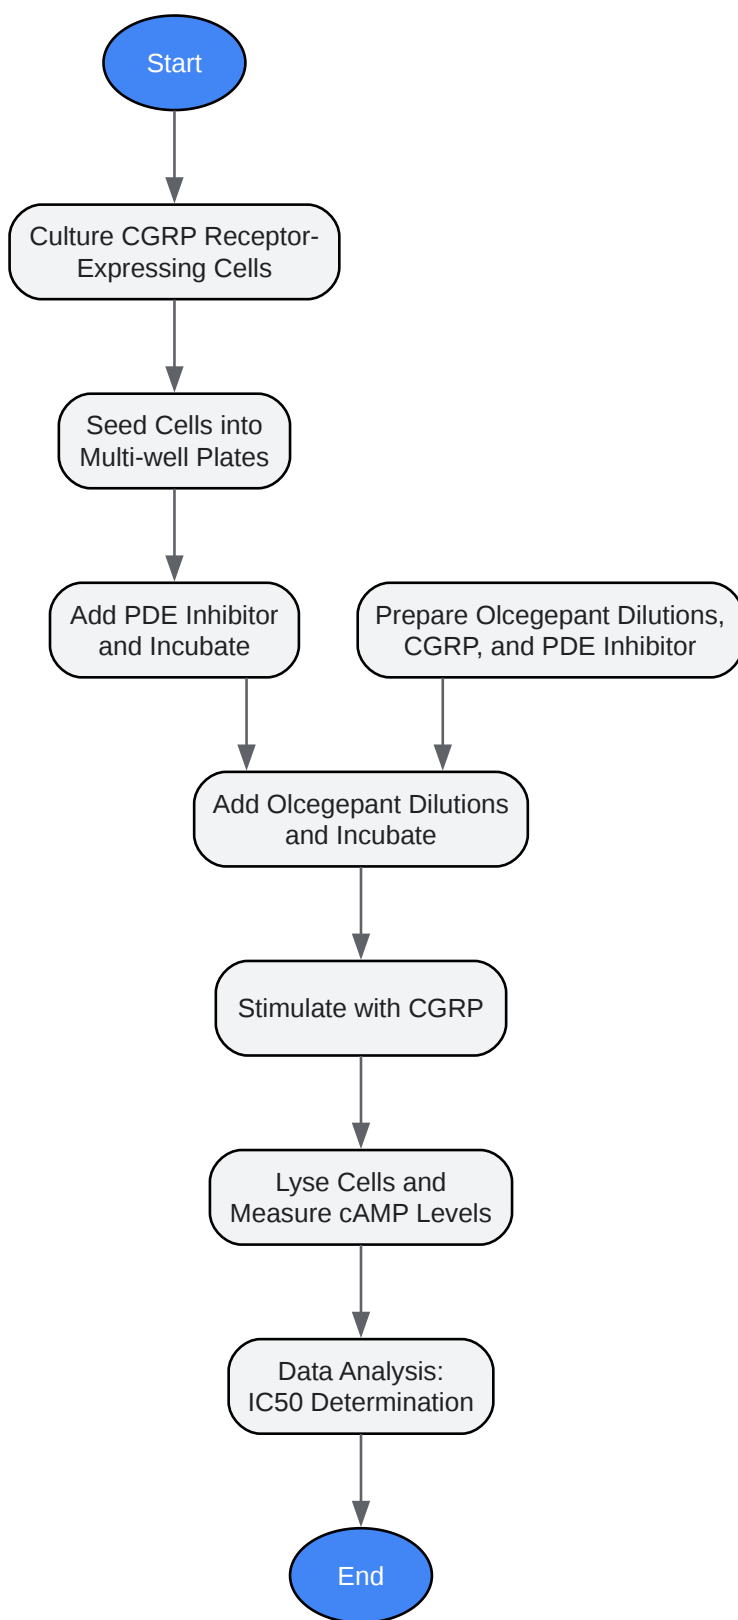 Start
Culture CGRP Receptor-
Expressing Cells
Seed Cells into
Multi-well Plates
Add PDE Inhibitor
and Incubate
Prepare Olcegepant Dilutions,
CGRP, and PDE Inhibitor
Add Olcegepant Dilutions
and Incubate
Stimulate with CGRP
Lyse Cells and
Measure cAMP Levels
Data Analysis:
IC50 Determination
End